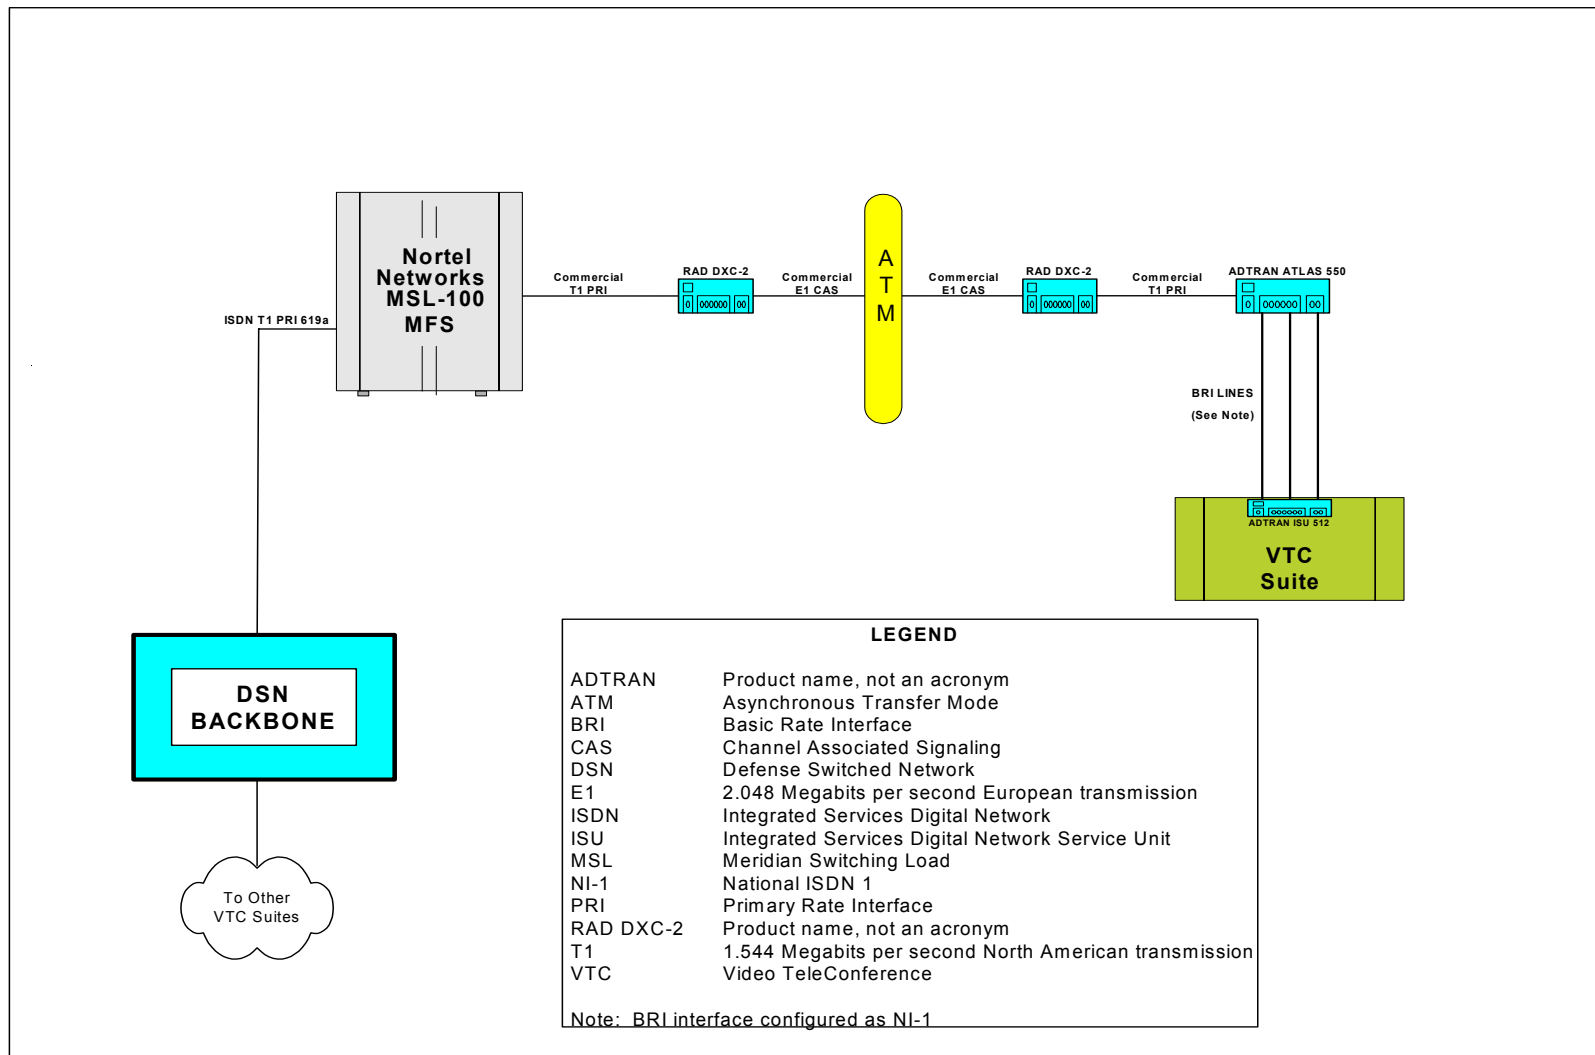 Nortel
Networks
MSL-100
MFS
ISDN T1 PRI 619a
Commercial
T1 PRI
RAD DXC-2
Commercial
E1 CAS
A
T
M
Commercial
E1 CAS
RAD DXC-2
Commercial
T1 PRI
ADTRAN ATLAS 550
BRI LINES
(See Note)
ADTRAN ISU 512
VTC
Suite
DSN
BACKBONE
To Other
VTC Suites
LEGEND
ADTRAN Product name, not an acronym
ATM Asynchronous Transfer Mode
BRI Basic Rate Interface
CAS Channel Associated Signaling
DSN Defense Switched Network
E1 2.048 Megabits per second European transmission
ISDN Integrated Services Digital Network
ISU Integrated Services Digital Network Service Unit
MSL Meridian Switching Load
NI-1 National ISDN 1
PRI Primary Rate Interface
RAD DXC-2 Product name, not an acronym
T1 1.544 Megabits per second North American transmission
VTC Video TeleConference
Note: BRI interface configured as NI-1